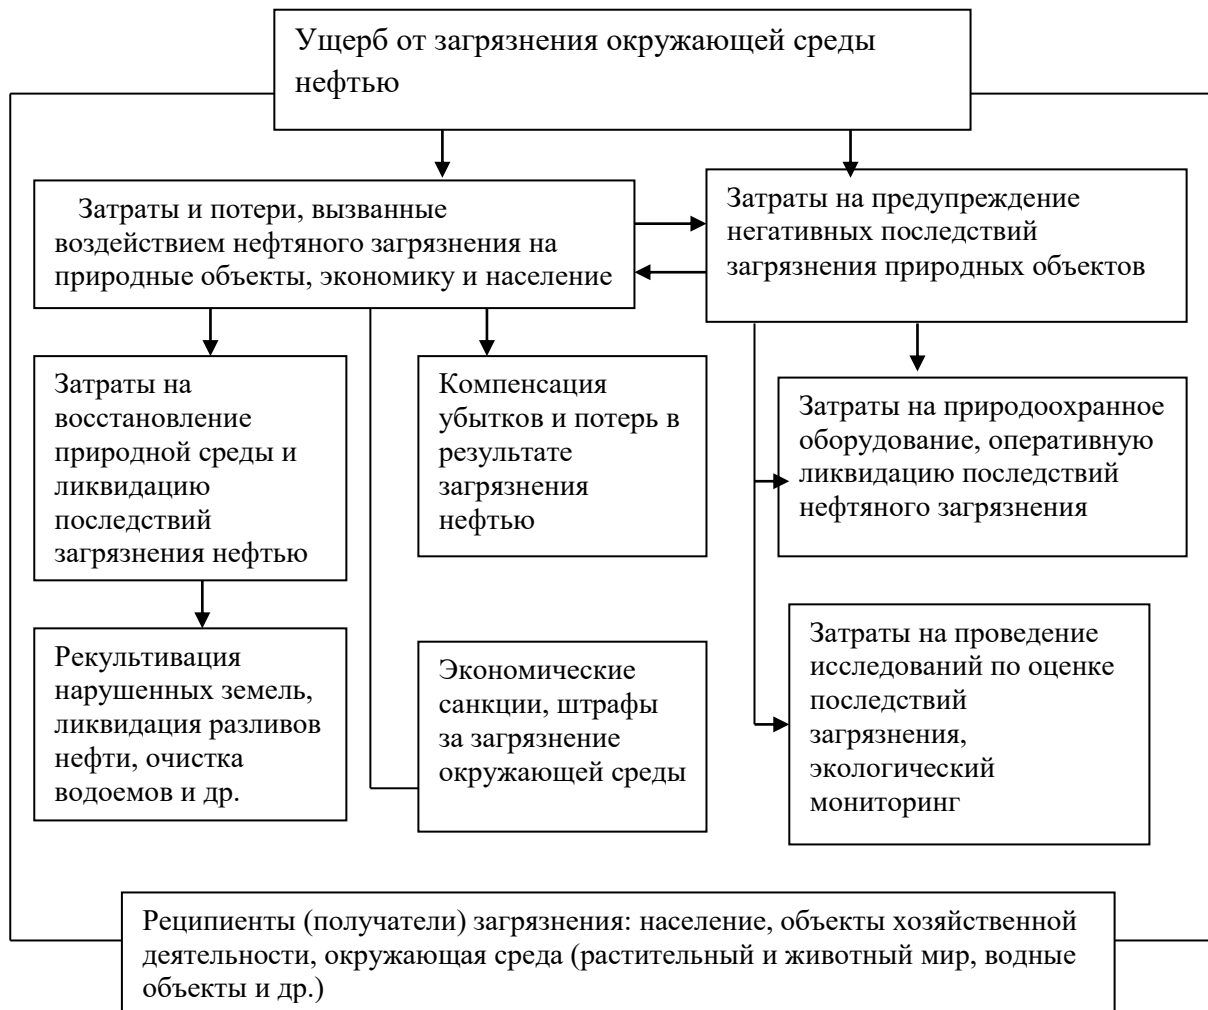 Ущерб от загрязнения окружающей среды
нефтью
Затраты и потери, вызванные
воздействием нефтяного загрязнения на
природные объекты, экономику и население
Затраты на предупреждение
негативных последствий
загрязнения природных объектов
Затраты на
восстановление
природной среды и
ликвидацию
последствий
загрязнения нефтью
Компенсация
убытков и потерь в
результате
загрязнения
нефтью
Затраты на природоохранное
оборудование, оперативную
ликвидацию последствий
нефтяного загрязнения
Рекультивация
нарушенных земель,
ликвидация разливов
нефти, очистка
водоемов и др.
Экономические
санкции, штрафы
за загрязнение
окружающей среды
Затраты на проведение
исследований по оценке
последствий
загрязнения,
экологический
мониторинг
Реципиенты (получатели) загрязнения: население, объекты хозяйственной
деятельности, окружающая среда (растительный и животный мир, водные
объекты и др.)